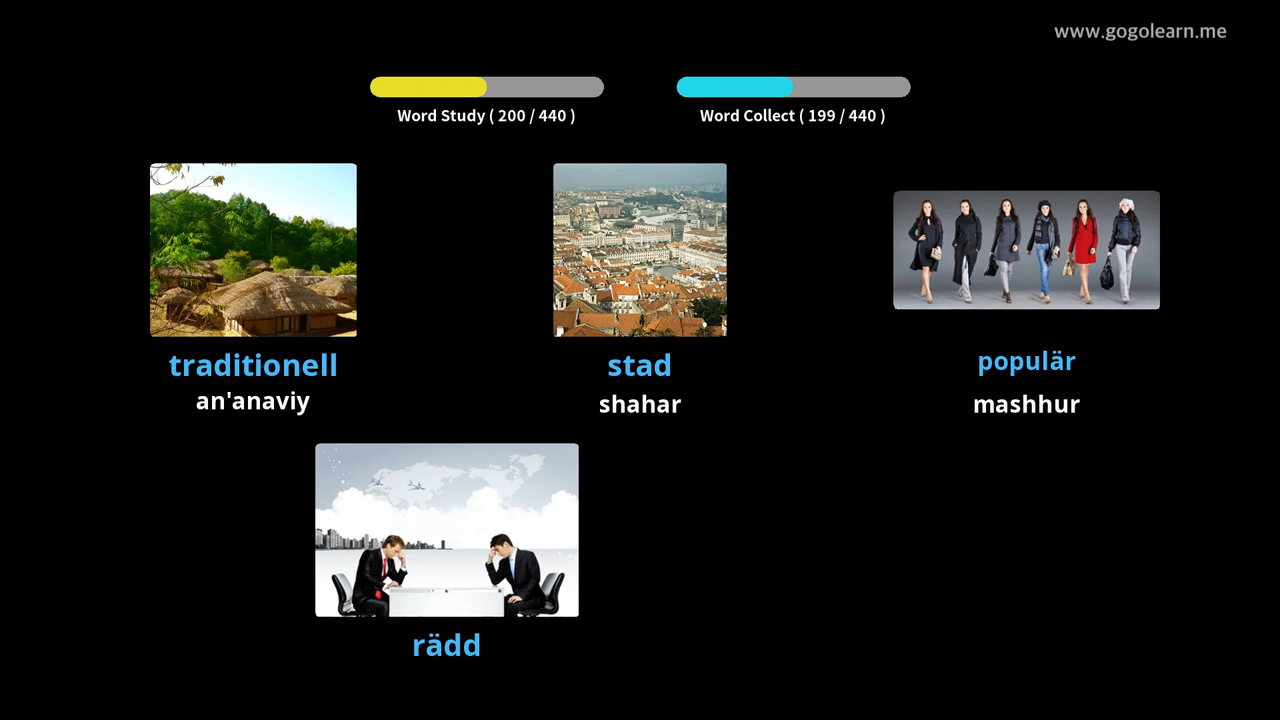 www.gogolearn.me
Word Study ( 200 / 440 )
Word Collect ( 199 / 440 )
traditionell
an'anaviy
stad
shahar
populär
mashhur
rädd